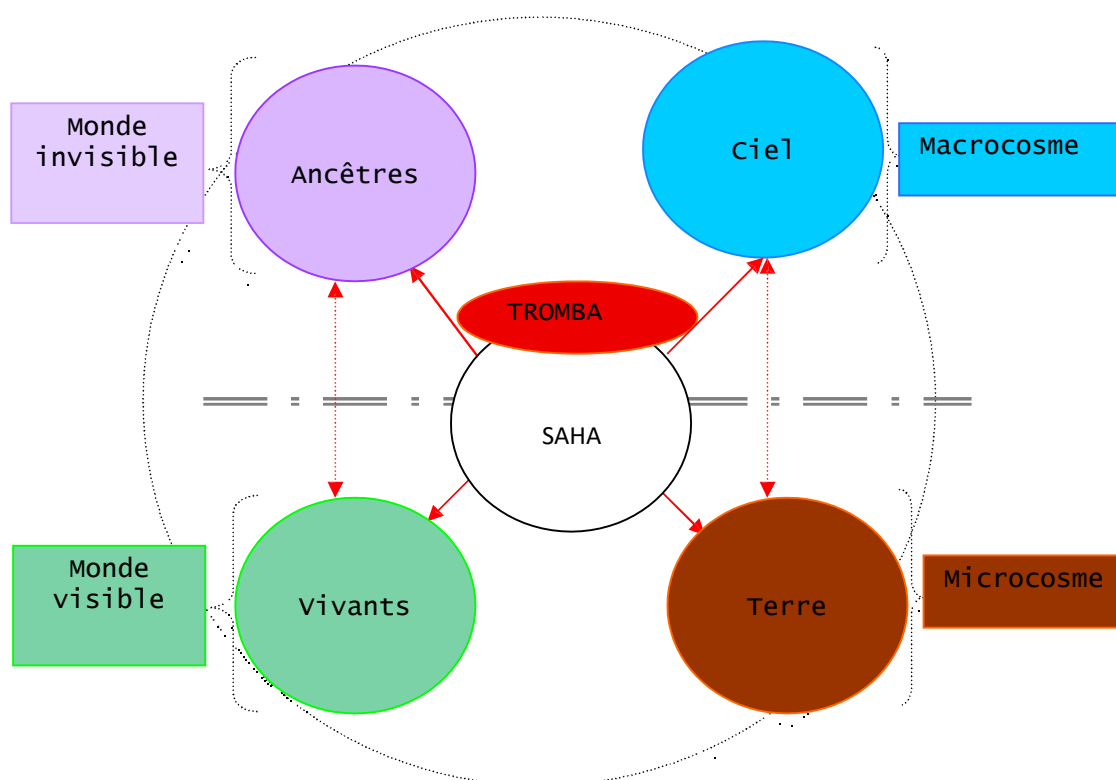 Monde
invisible
Ancêtres
Ciel
Macrocosme
TROMBA
SAHA
Monde
visible
Vivants
Terre
Microcosme